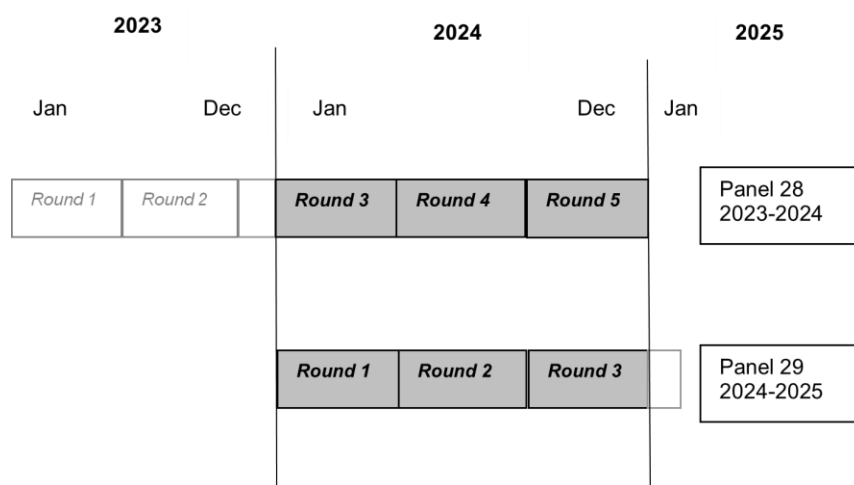 2023 2024 2025
Jan Dec Jan Dec Jan
Round 1 Round 2 Round 3 Round 4 Round 5
Panel 28
2023-2024
Round 1 Round 2 Round 3
Panel 29
2024-2025